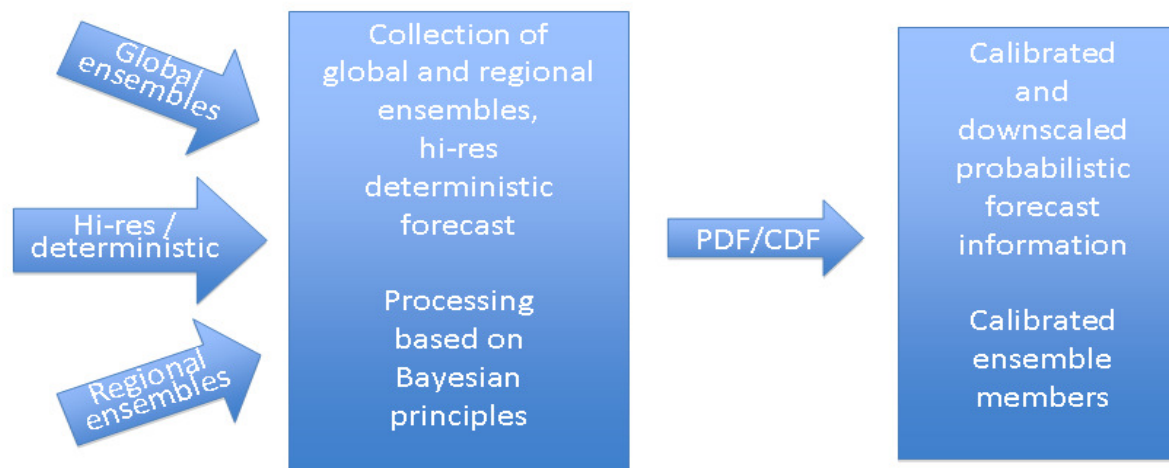 Global
ensembles
Hi-res /
deterministic
Regional
ensembles
Collection of
global and regional
ensembles,
hi-res
deterministic
forecast
Processing
based on
Bayesian
principles
PDF/CDF
Calibrated
and
downscaled
probabilistic
forecast
information
Calibrated
ensemble
members